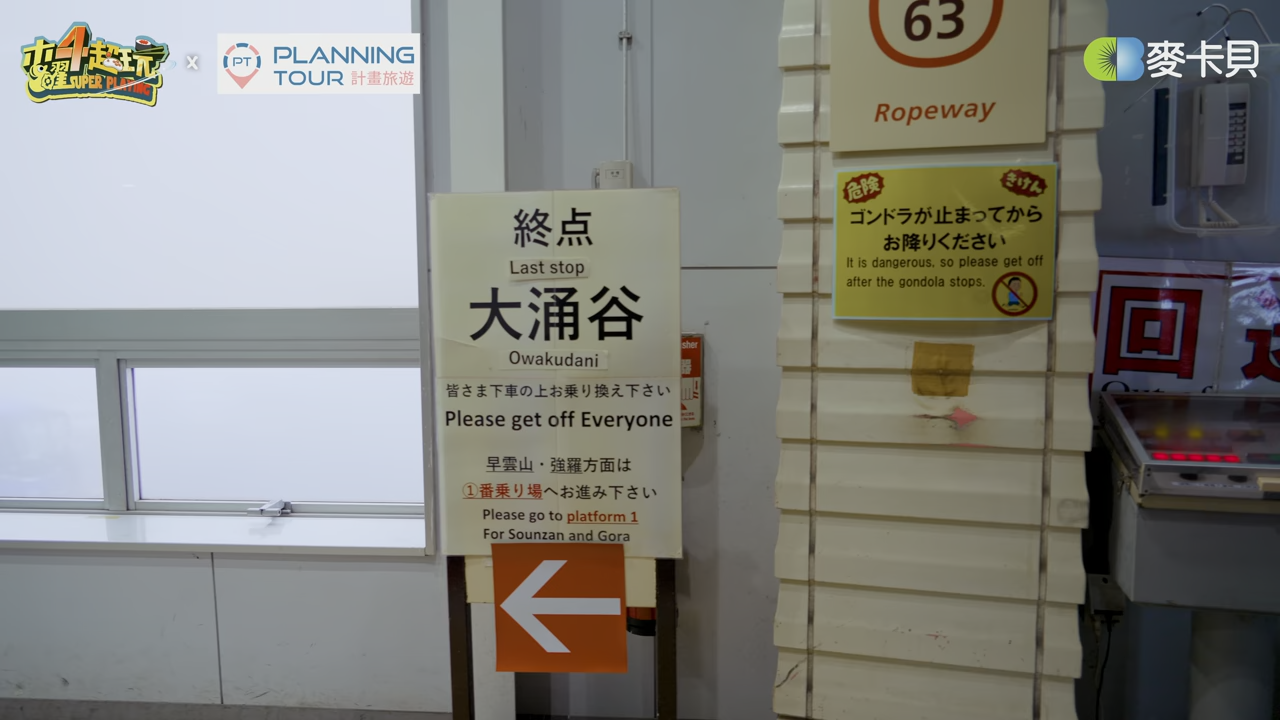 木曜4超玩
SUPER PLAYING
x
PT
PLANNING
TOUR 計畫旅遊
麥卡貝
63
Ropeway
危険
きけん
ゴンドラが止まってから
お降りください
It is dangerous, so please get off
after the gondola stops.
終点
Last stop
大涌谷
Owakudani
皆さま下車の上お乗り換え下さい
Please get off Everyone
早雲山・強羅方面は
①番乗り場へお進み下さい
Please go to platform 1
For Sounzan and Gora
回